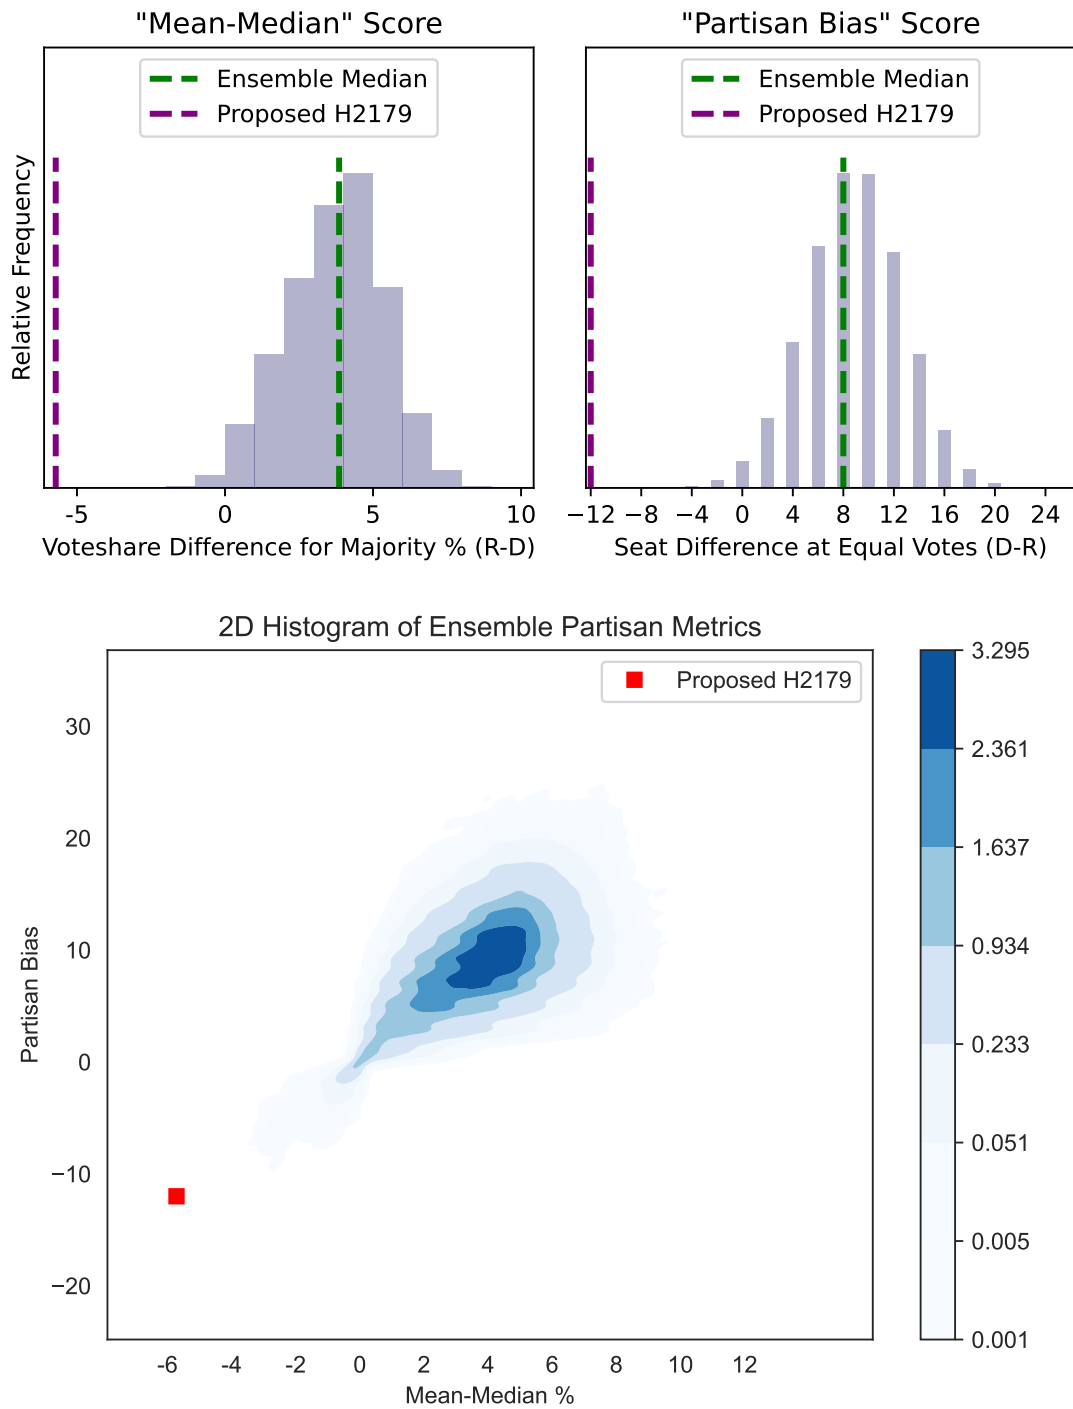 "Mean-Median" Score
Ensemble Median
Proposed H2179
Relative Frequency
-5 0 5 10
Voteshare Difference for Majority % (R-D)
"Partisan Bias" Score
Ensemble Median
Proposed H2179
−12 −8 −4 0 4 8 12 16 20 24
Seat Difference at Equal Votes (D-R)
2D Histogram of Ensemble Partisan Metrics
Proposed H2179
30
20
10
0
−10
−20
Partisan Bias
-6 -4 -2 0 2 4 6 8 10 12
Mean-Median %
3.295
2.361
1.637
0.934
0.233
0.051
0.005
0.001